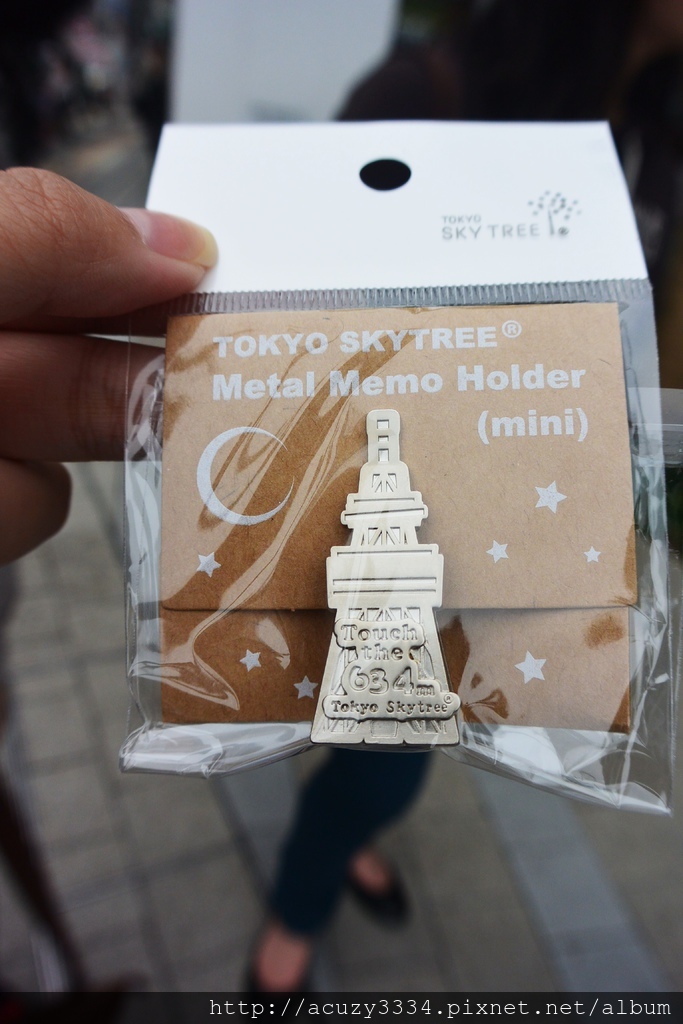 TOKYO
SKY TREE®
TOKYO SKYTREE®
Metal Memo Holder
(mini)
Touch
the
634m
Tokyo Skytree®
http://acuzy3334.pixnet.net/album